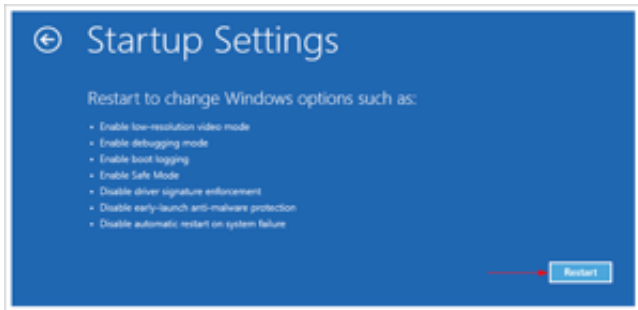 Startup Settings
Restart to change Windows options such as:
• Enable low-resolution video mode
• Enable debugging mode
• Enable boot logging
• Enable Safe Mode
• Disable driver signature enforcement
• Disable early-launch anti-malware protection
• Disable automatic restart on system failure
Restart